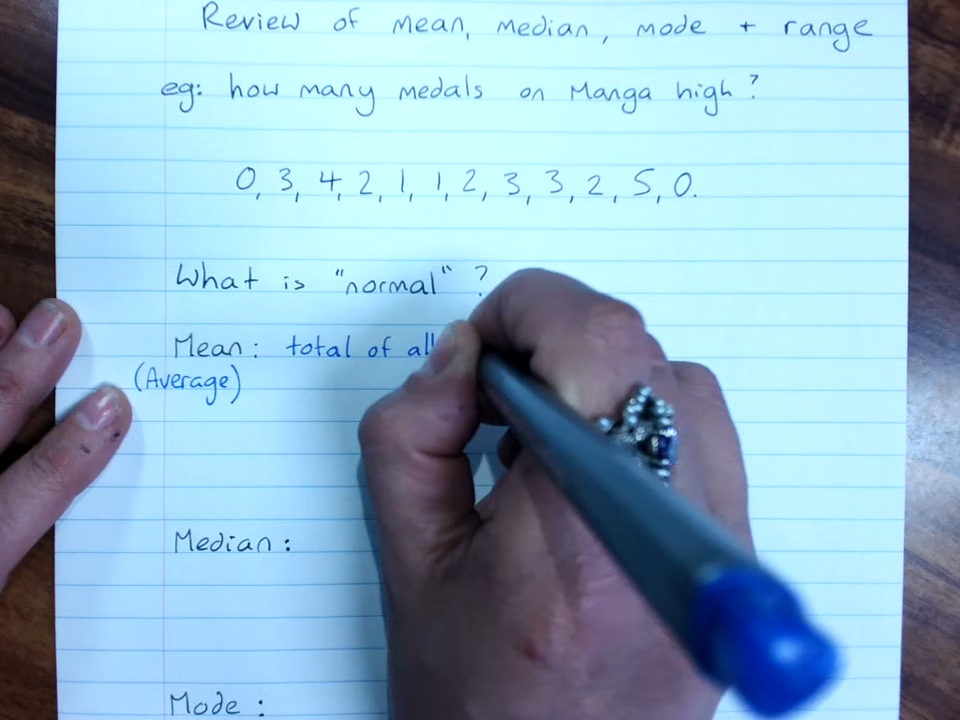 Review of mean, median, mode + range
eg: how many medals on Manga high?
0, 3, 4, 2, 1, 1, 2, 3, 3, 2, 5, 0.
What is "normal" ?
Mean: total of all
(Average)
Median:
Mode: